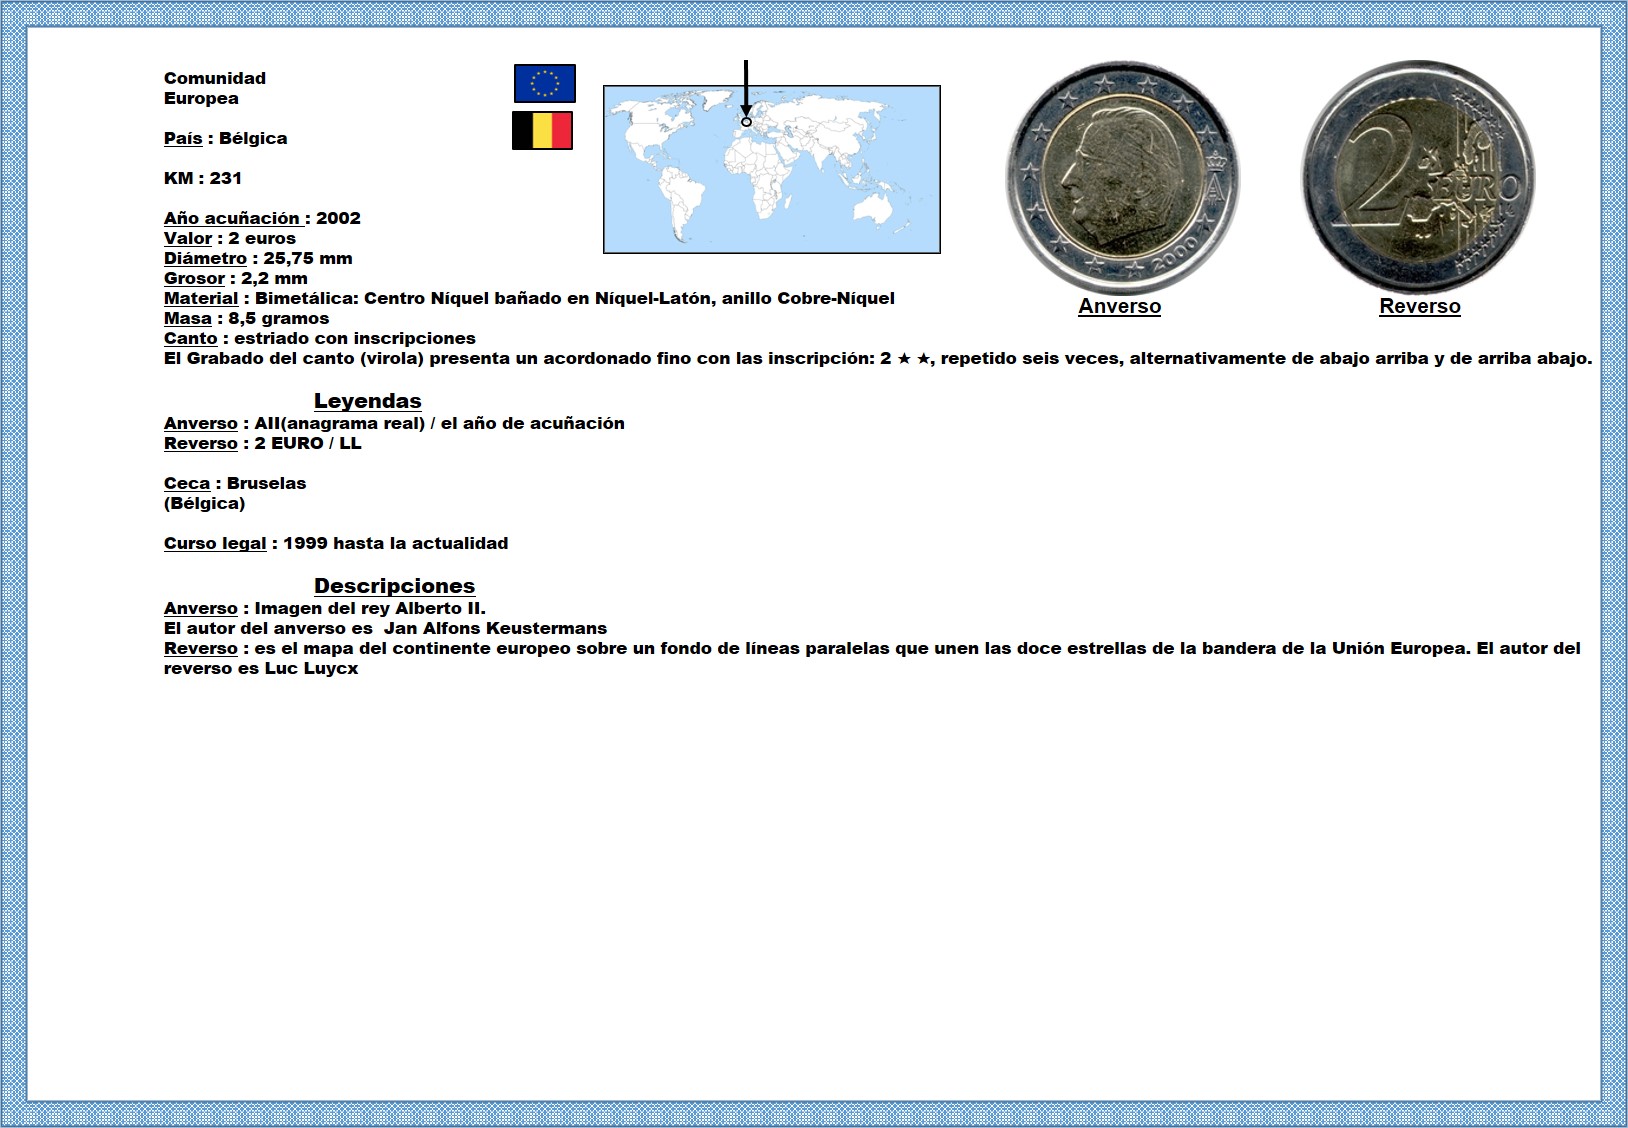 Comunidad
Europea
País : Bélgica
KM : 231
Año acuñación : 2002
Valor : 2 euros
Diámetro : 25,75 mm
Grosor : 2,2 mm
Material : Bimetálica: Centro Níquel bañado en Níquel-Latón, anillo Cobre-Níquel
Masa : 8,5 gramos
Canto : estriado con inscripciones
El Grabado del canto (virola) presenta un acordonado fino con las inscripción: 2 ★ ★, repetido seis veces, alternativamente de abajo arriba y de arriba abajo.
A
2000
Anverso
2 EURO
Reverso
Leyendas
Anverso : AII(anagrama real) / el año de acuñación
Reverso : 2 EURO / LL
Ceca : Bruselas
(Bélgica)
Curso legal : 1999 hasta la actualidad
Descripciones
Anverso : Imagen del rey Alberto II.
El autor del anverso es  Jan Alfons Keustermans
Reverso : es el mapa del continente europeo sobre un fondo de líneas paralelas que unen las doce estrellas de la bandera de la Unión Europea. El autor del
reverso es Luc Luycx